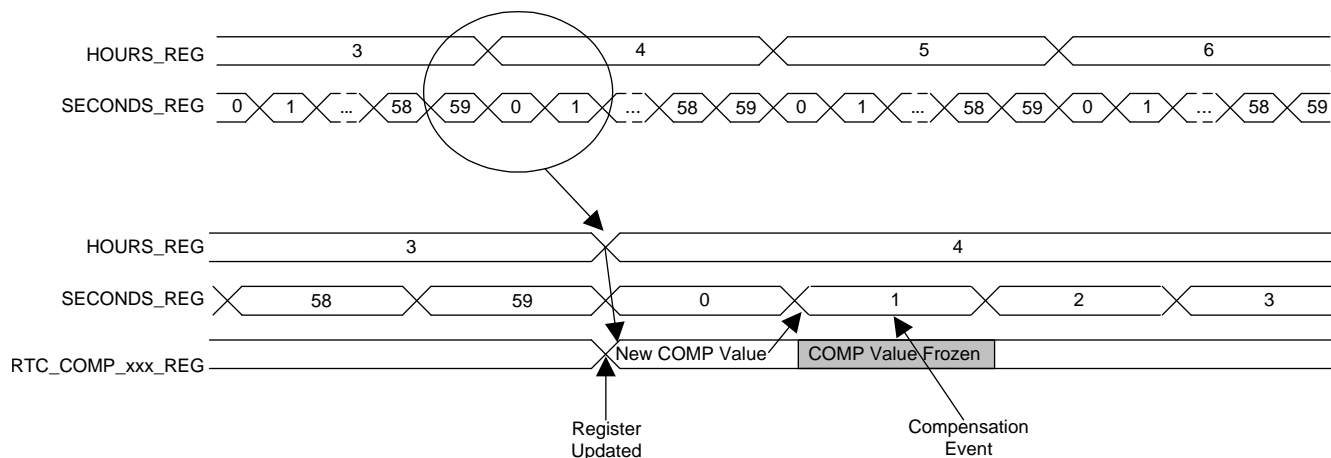 HOURS_REG 3 4 5 6
SECONDS_REG 0 1 ... 58 59 0 1 ... 58 59 0 1 ... 58 59 0 1 ... 58 59
HOURS_REG 3 4
SECONDS_REG 58 59 0 1 2 3
RTC_COMP_xxx_REG New COMP Value COMP Value Frozen
Register Compensation
Updated Event